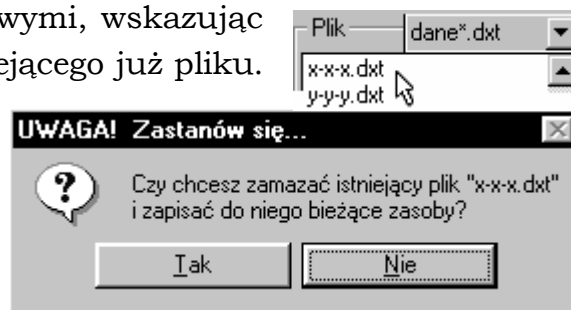 wymi, wskazując
ejącego już pliku.
Plik dane*.dxt
x-x-x.dxt
y-y-y.dxt
UWAGA! Zastanów się...
Czy chcesz zamazać istniejący plik "x-x-x.dxt"
i zapisać do niego bieżące zasoby?
Tak Nie